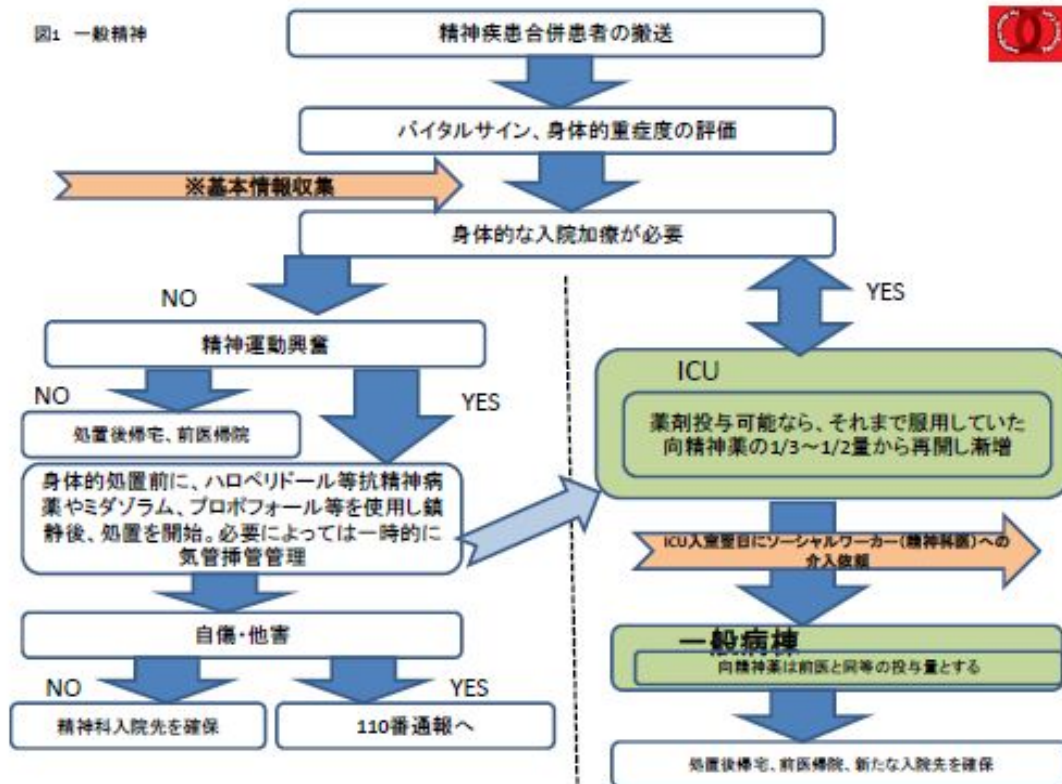 図1 一般精神
精神疾患合併患者の搬送
バイタルサイン、身体的重症度の評価
※基本情報収集
身体的な入院加療が必要
NO
YES
精神運動興奮
NO
YES
処置後帰宅、前医帰院
身体的処置前に、ハロペリドール等抗精神病
薬やミダゾラム、プロポフォール等を使用し鎮
静後、処置を開始。必要によっては一時的に
気管挿管管理
自傷・他害
NO
YES
精神科入院先を確保
110番通報へ
ICU
薬剤投与可能なら、それまで服用していた
向精神薬の1/3～1/2量から再開し漸増
ICU入室翌日にソーシャルワーカー(精神科医)への
介入依頼
一般病棟
向精神薬は前医と同等の投与量とする
処置後帰宅、前医帰院、新たな入院先を確保